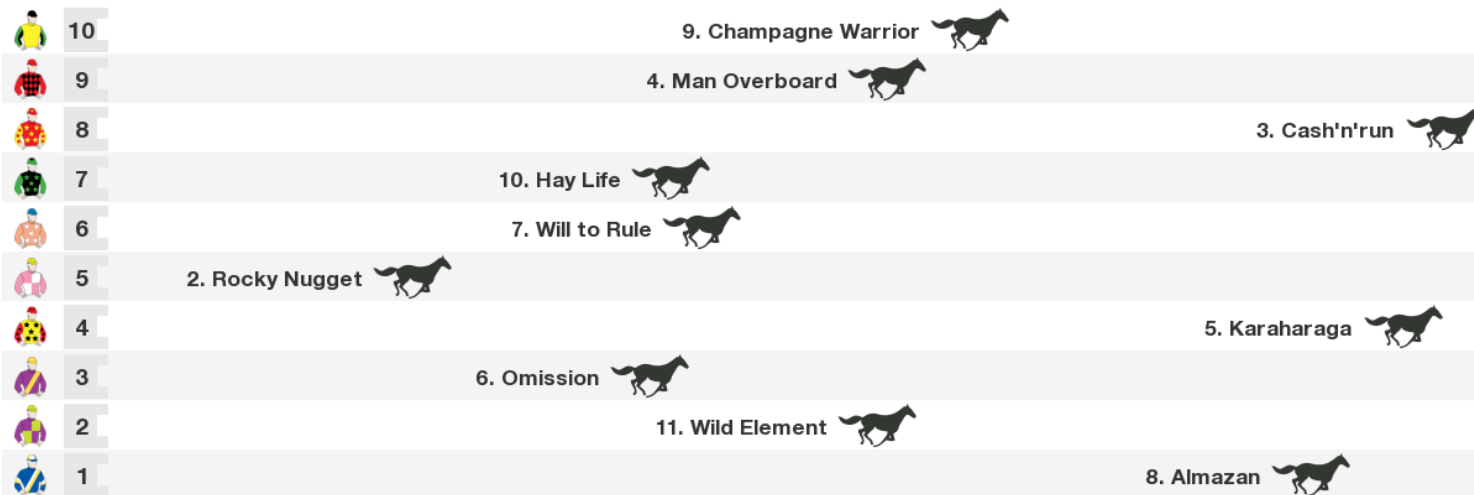 10 9. Champagne Warrior
9 4. Man Overboard
8 3. Cash'n'run
7 10. Hay Life
6 7. Will to Rule
5 2. Rocky Nugget
4 5. Karaharaga
3 6. Omission
2 11. Wild Element
1 8. Almazan